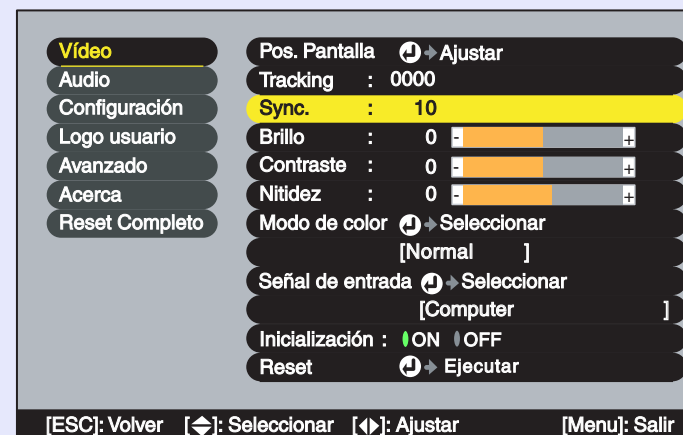 Vídeo
Audio
Configuración
Logo usuario
Avanzado
Acerca
Reset Completo
Pos. Pantalla Ajustar
Tracking : 0000
Sync. : 10
Brillo : 0 - +
Contraste : 0 - +
Nitidez : 0 - +
Modo de color Seleccionar
[Normal ]
Señal de entrada Seleccionar
[Computer ]
Inicialización : ON OFF
Reset Ejecutar
[ESC]: Volver [ ]: Seleccionar [ ]: Ajustar [Menu]: Salir